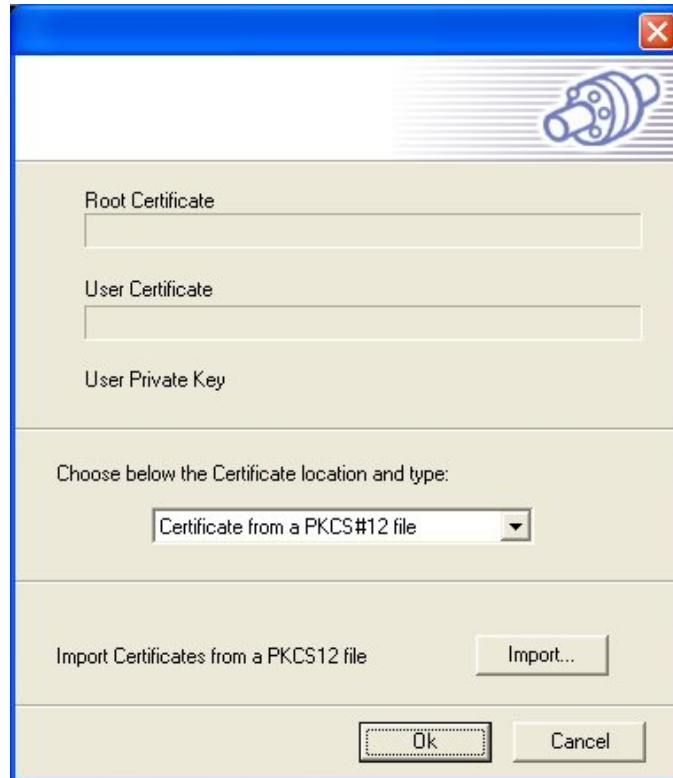 Root Certificate
User Certificate
User Private Key
Choose below the Certificate location and type:
Certificate from a PKCS#12 file
Import Certificates from a PKCS12 file
Import...
Ok
Cancel